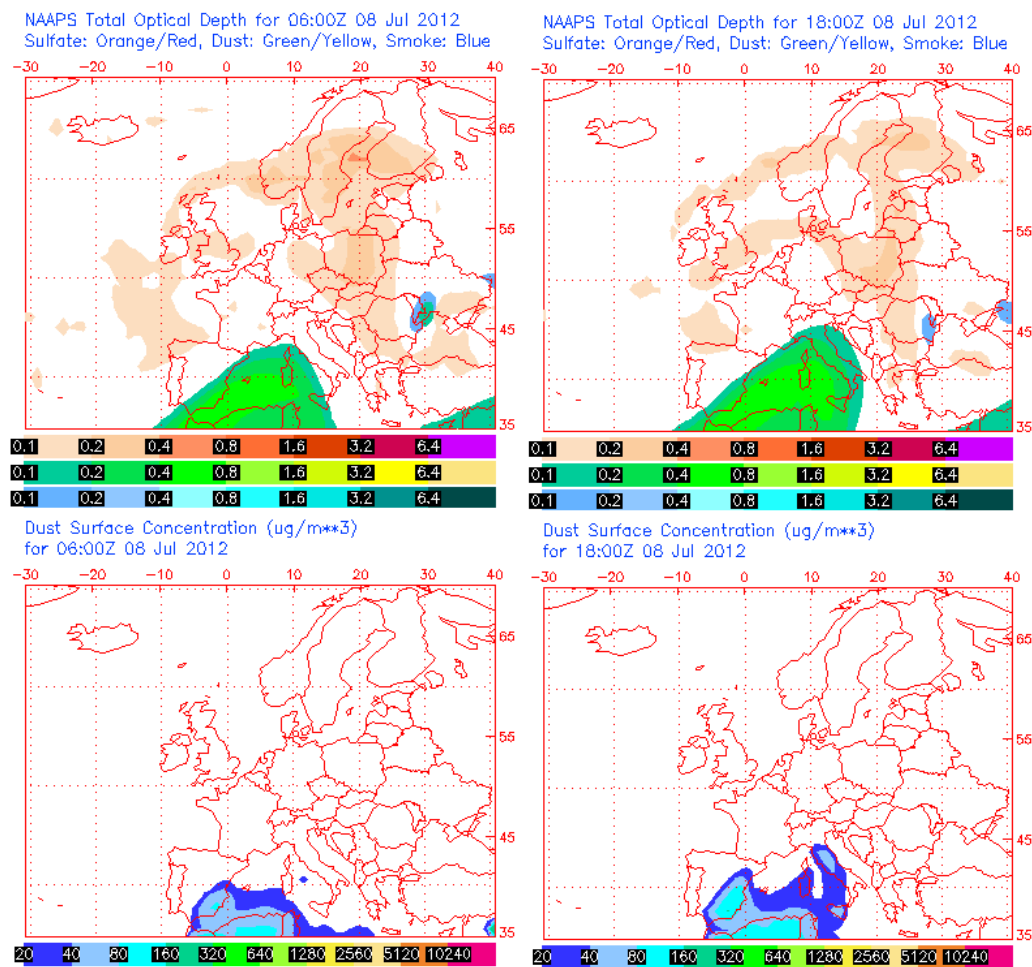 NAAPS Total Optical Depth for 06:00Z 08 Jul 2012
Sulfate: Orange/Red, Dust: Green/Yellow, Smoke: Blue
-30 -20 -10 0 10 20 30 40
65
55
45
35
0.1 0.2 0.4 0.8 1.6 3.2 6.4
0.1 0.2 0.4 0.8 1.6 3.2 6.4
0.1 0.2 0.4 0.8 1.6 3.2 6.4
NAAPS Total Optical Depth for 18:00Z 08 Jul 2012
Sulfate: Orange/Red, Dust: Green/Yellow, Smoke: Blue
-30 -20 -10 0 10 20 30 40
65
55
45
35
0.1 0.2 0.4 0.8 1.6 3.2 6.4
0.1 0.2 0.4 0.8 1.6 3.2 6.4
0.1 0.2 0.4 0.8 1.6 3.2 6.4
Dust Surface Concentration (ug/m**3)
for 06:00Z 08 Jul 2012
-30 -20 -10 0 10 20 30 40
65
55
45
35
20 40 80 160 320 640 1280 2560 5120 10240
Dust Surface Concentration (ug/m**3)
for 18:00Z 08 Jul 2012
-30 -20 -10 0 10 20 30 40
65
55
45
35
20 40 80 160 320 640 1280 2560 5120 10240